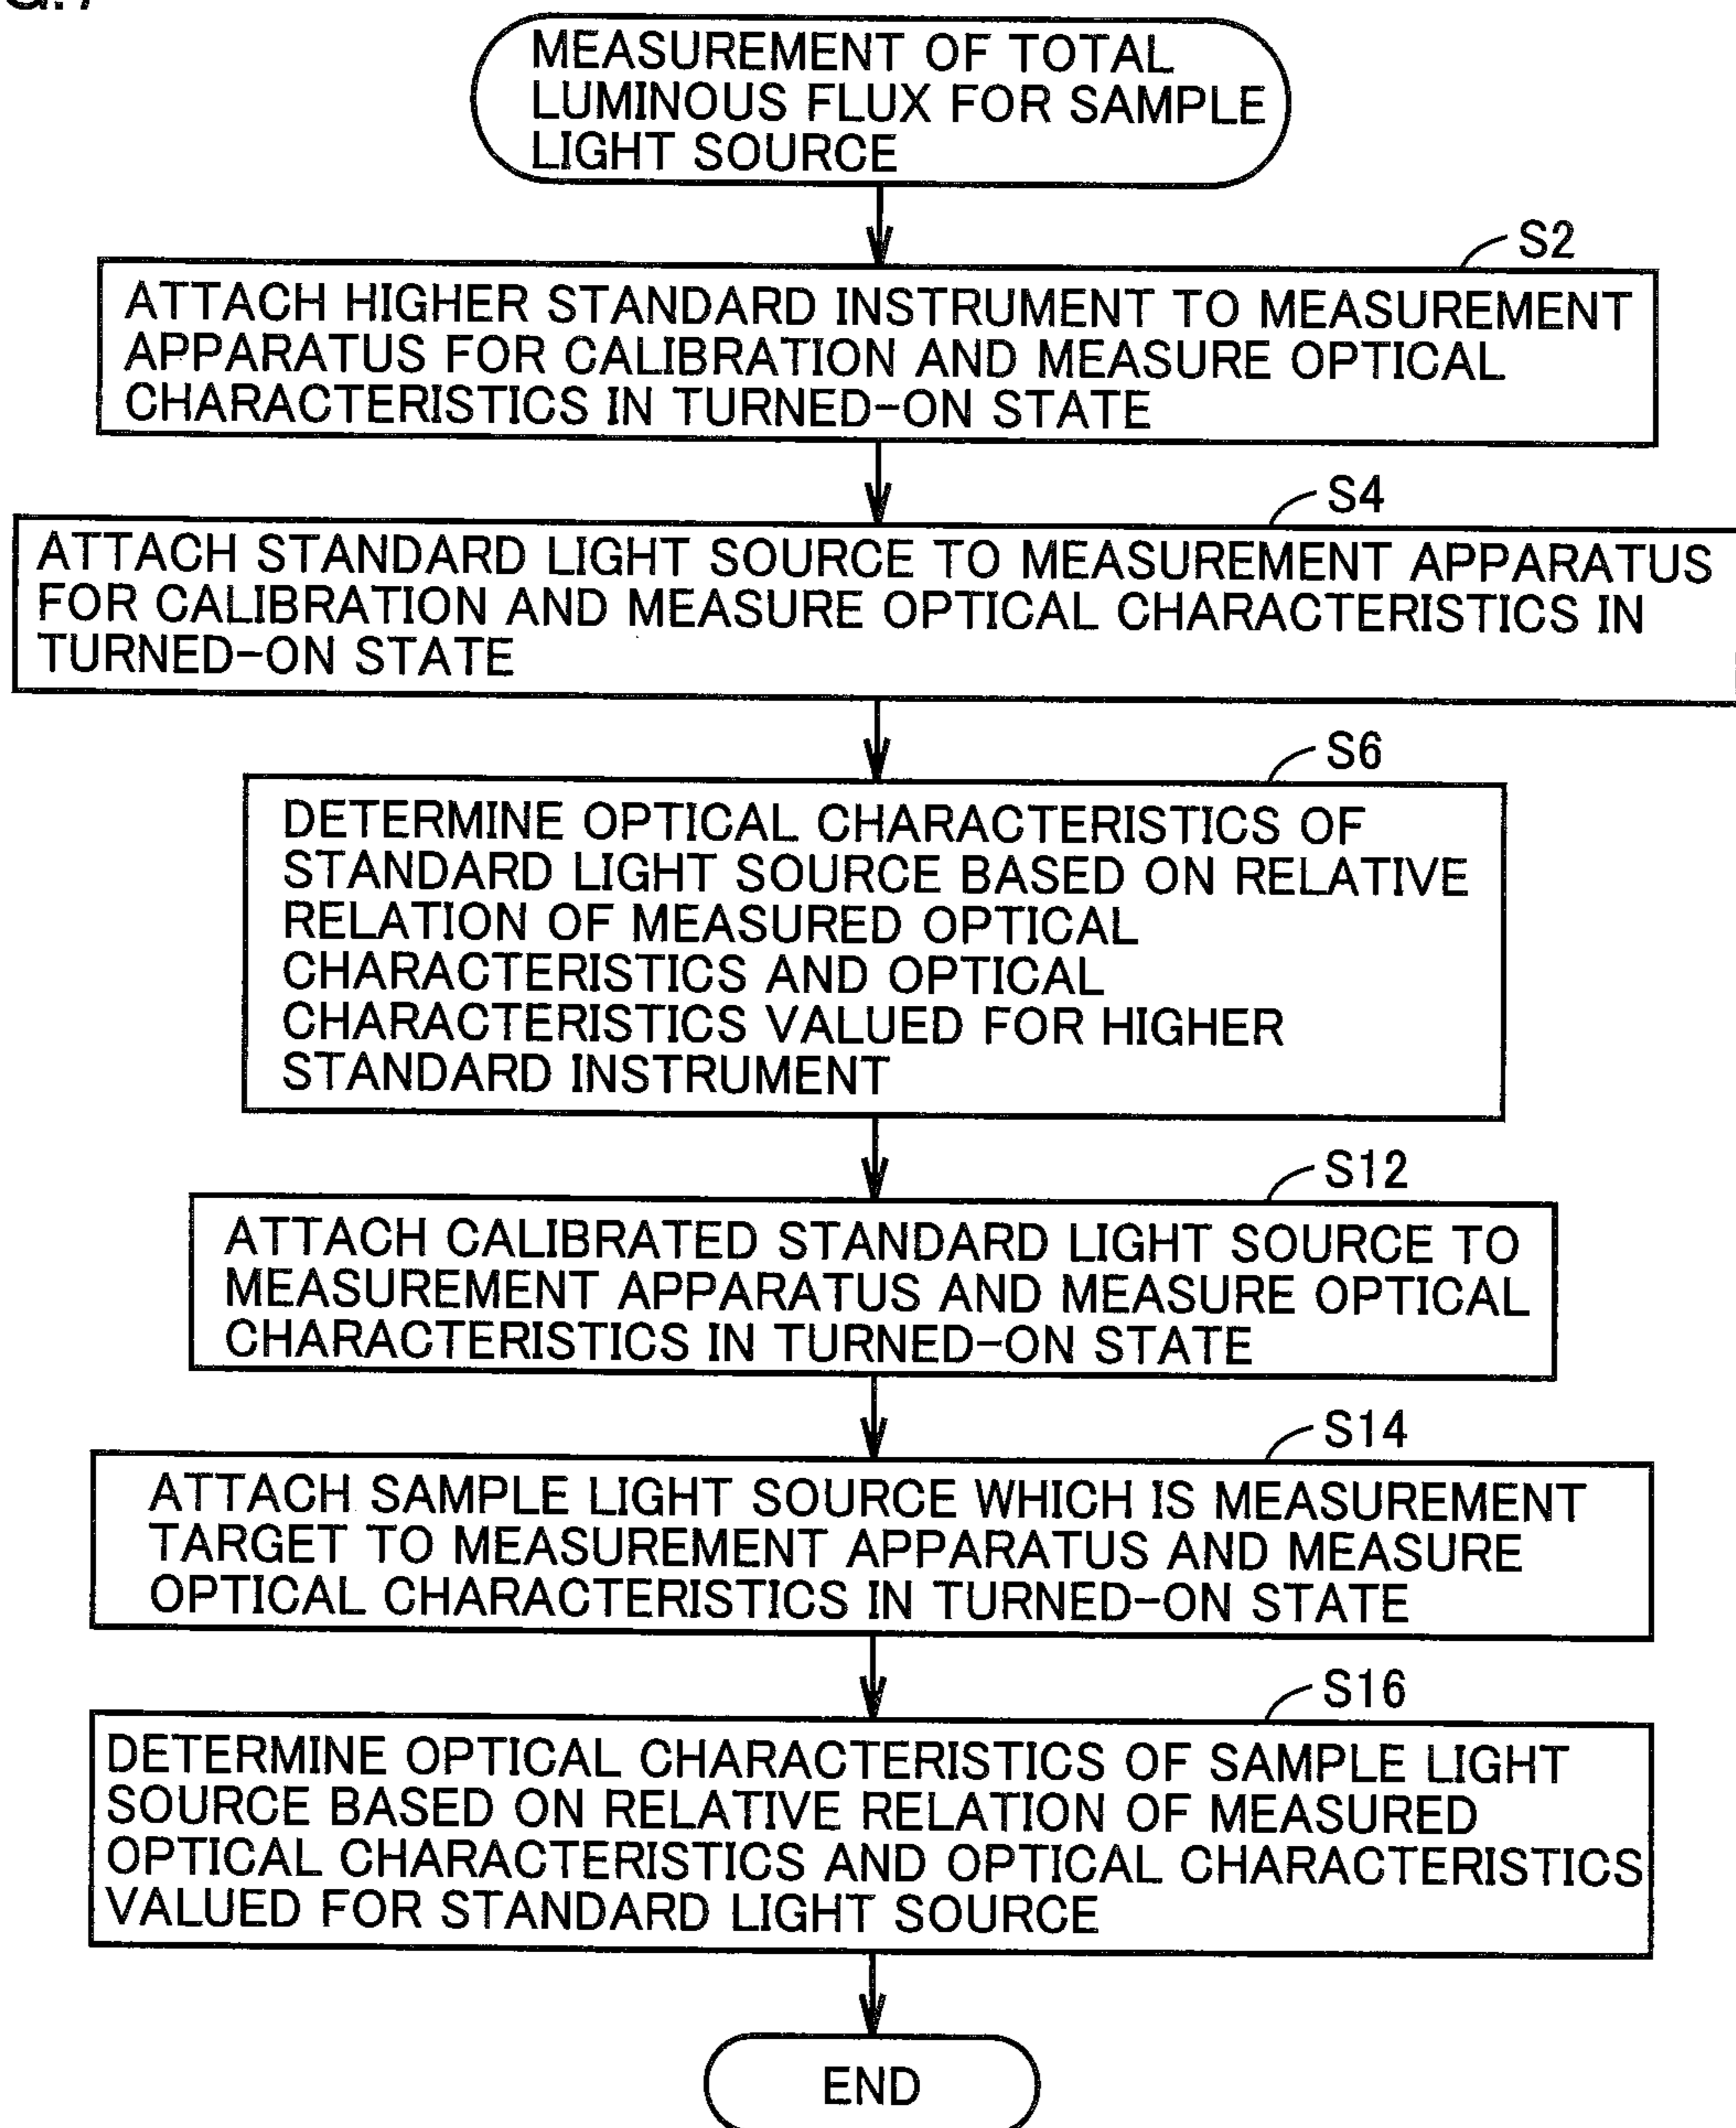 MEASUREMENT OF TOTAL
LUMINOUS FLUX FOR SAMPLE
LIGHT SOURCE
S2
ATTACH HIGHER STANDARD INSTRUMENT TO MEASUREMENT
APPARATUS FOR CALIBRATION AND MEASURE OPTICAL
CHARACTERISTICS IN TURNED-ON STATE
S4
ATTACH STANDARD LIGHT SOURCE TO MEASUREMENT APPARATUS
FOR CALIBRATION AND MEASURE OPTICAL CHARACTERISTICS IN
TURNED-ON STATE
S6
DETERMINE OPTICAL CHARACTERISTICS OF
STANDARD LIGHT SOURCE BASED ON RELATIVE
RELATION OF MEASURED OPTICAL
CHARACTERISTICS AND OPTICAL
CHARACTERISTICS VALUED FOR HIGHER
STANDARD INSTRUMENT
S12
ATTACH CALIBRATED STANDARD LIGHT SOURCE TO
MEASUREMENT APPARATUS AND MEASURE OPTICAL
CHARACTERISTICS IN TURNED-ON STATE
S14
ATTACH SAMPLE LIGHT SOURCE WHICH IS MEASUREMENT
TARGET TO MEASUREMENT APPARATUS AND MEASURE
OPTICAL CHARACTERISTICS IN TURNED-ON STATE
S16
DETERMINE OPTICAL CHARACTERISTICS OF SAMPLE LIGHT
SOURCE BASED ON RELATIVE RELATION OF MEASURED
OPTICAL CHARACTERISTICS AND OPTICAL CHARACTERISTICS
VALUED FOR STANDARD LIGHT SOURCE
END